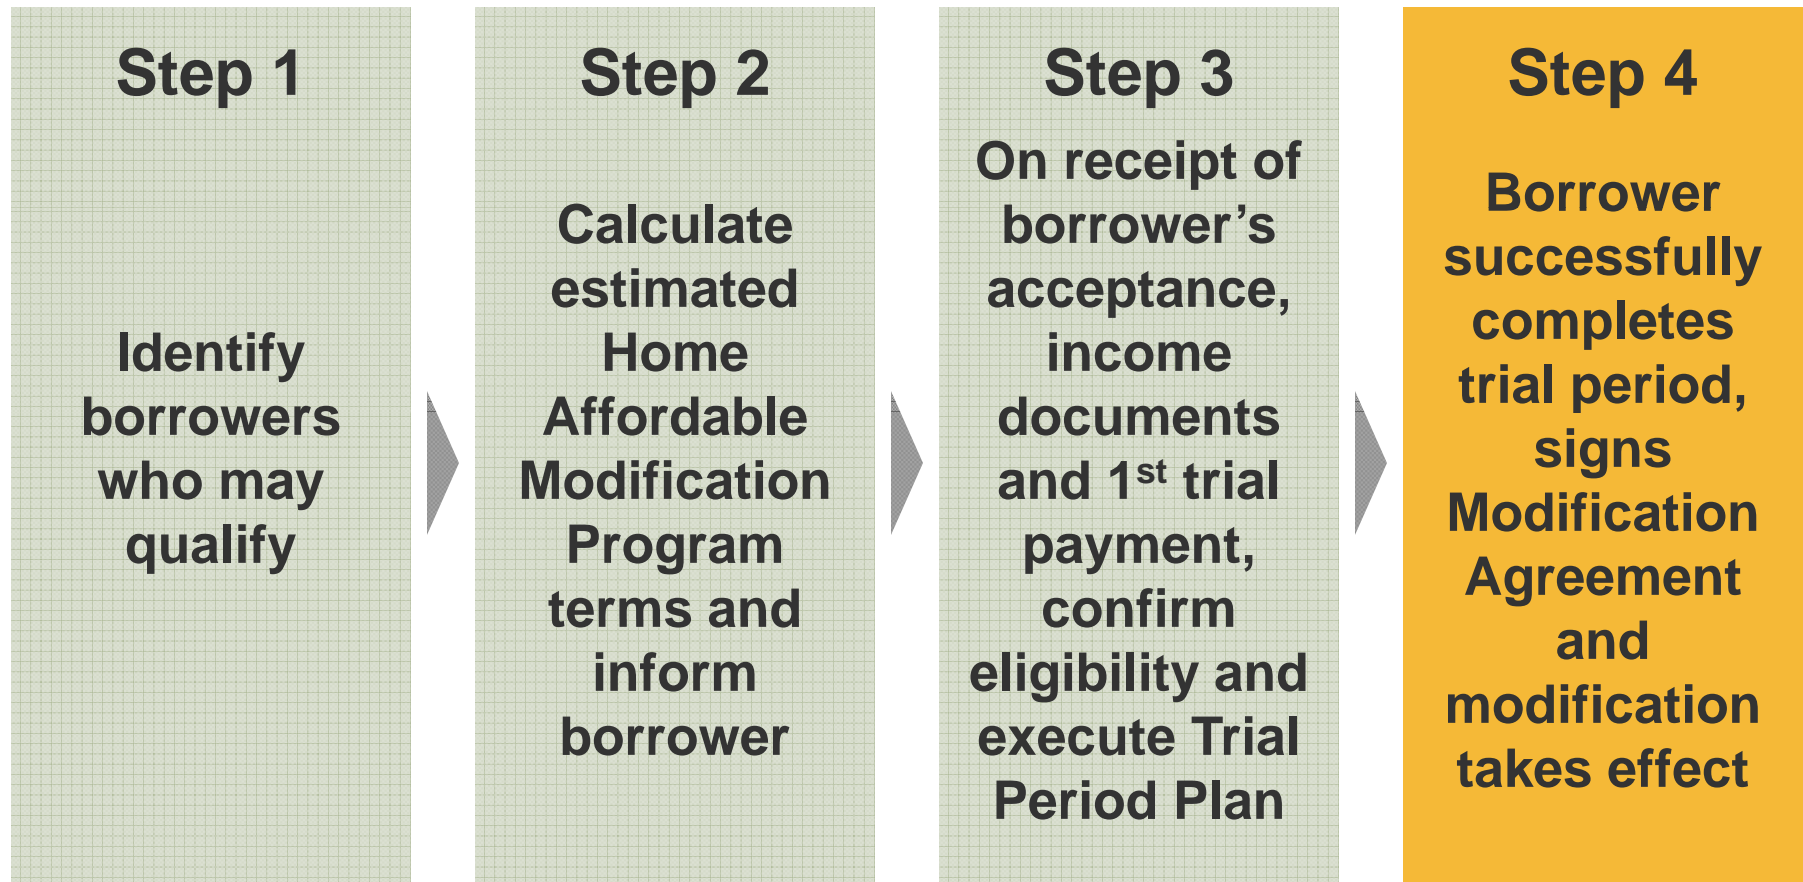 Step 1
Identify
borrowers
who may
qualify
Step 2
Calculate
estimated
Home
Affordable
Modification
Program
terms and
inform
borrower
Step 3
On receipt of
borrower’s
acceptance,
income
documents
and 1st trial
payment,
confirm
eligibility and
execute Trial
Period Plan
Step 4
Borrower
successfully
completes
trial period,
signs
Modification
Agreement
and
modification
takes effect